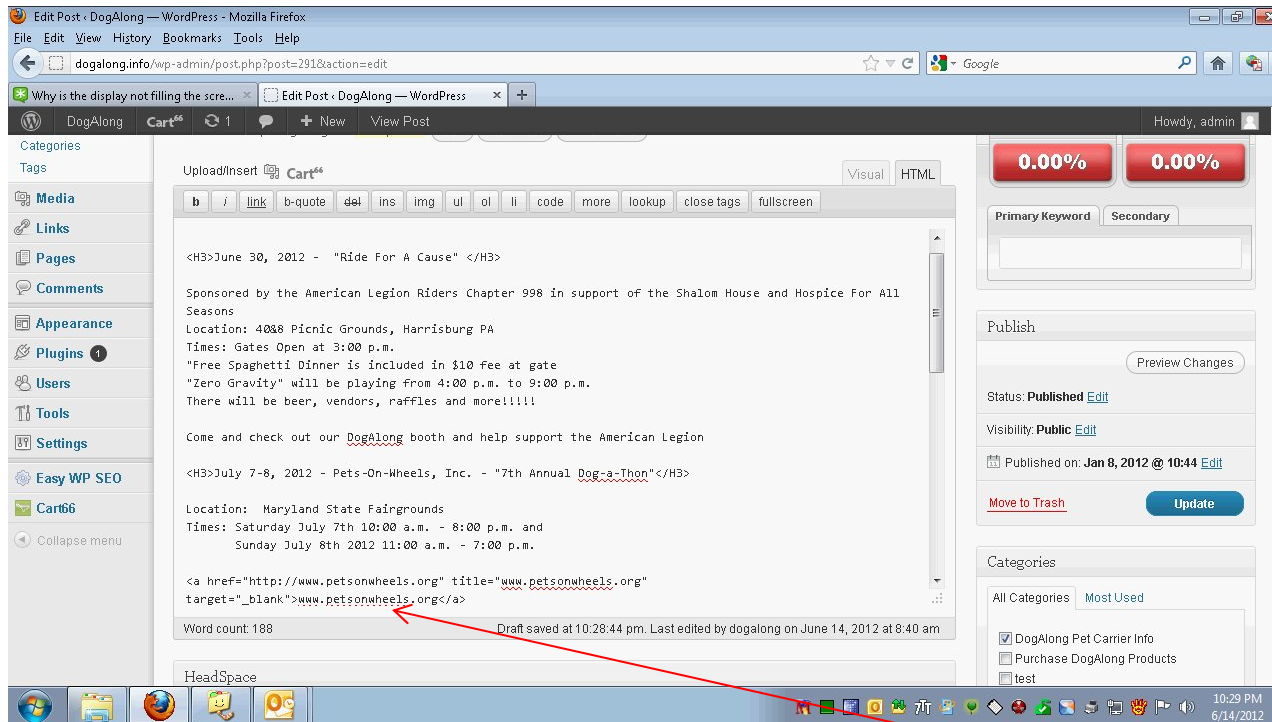 Edit Post ‹ DogAlong — WordPress - Mozilla Firefox
File Edit View History Bookmarks Tools Help
dogalong.info/wp-admin/post.php?post=291&action=edit
Google
Why is the display not filling the scre...
Edit Post ‹ DogAlong — WordPress
DogAlong
Cart66
1
New
View Post
Howdy, admin
Categories
Tags
Media
Links
Pages
Comments
Appearance
Plugins 1
Users
Tools
Settings
Easy WP SEO
Cart66
Collapse menu
Upload/Insert Cart66
Visual HTML
b i link b-quote del ins img ul ol li code more lookup close tags fullscreen
<H3>June 30, 2012 -  "Ride For A Cause" </H3>
Sponsored by the American Legion Riders Chapter 998 in support of the Shalom House and Hospice For All
Seasons
Location: 40&8 Picnic Grounds, Harrisburg PA
Times: Gates Open at 3:00 p.m.
"Free Spaghetti Dinner is included in $10 fee at gate
"Zero Gravity" will be playing from 4:00 p.m. to 9:00 p.m.
There will be beer, vendors, raffles and more!!!!!
Come and check out our DogAlong booth and help support the American Legion
<H3>July 7-8, 2012 - Pets-On-Wheels, Inc. - "7th Annual Dog-a-Thon"</H3>
Location:  Maryland State Fairgrounds
Times: Saturday July 7th 10:00 a.m. - 8:00 p.m. and
Sunday July 8th 2012 11:00 a.m. - 7:00 p.m.
<a href="http://www.petsonwheels.org" title="www.petsonwheels.org"
target="_blank">www.petsonwheels.org</a>
Word count: 188
Draft saved at 10:28:44 pm. Last edited by dogalong on June 14, 2012 at 8:40 am
HeadSpace
0.00% 0.00%
Primary Keyword Secondary
Publish
Preview Changes
Status: Published Edit
Visibility: Public Edit
Published on: Jan 8, 2012 @ 10:44 Edit
Move to Trash
Update
Categories
All Categories Most Used
DogAlong Pet Carrier Info
Purchase DogAlong Products
test
10:29 PM
6/14/2012